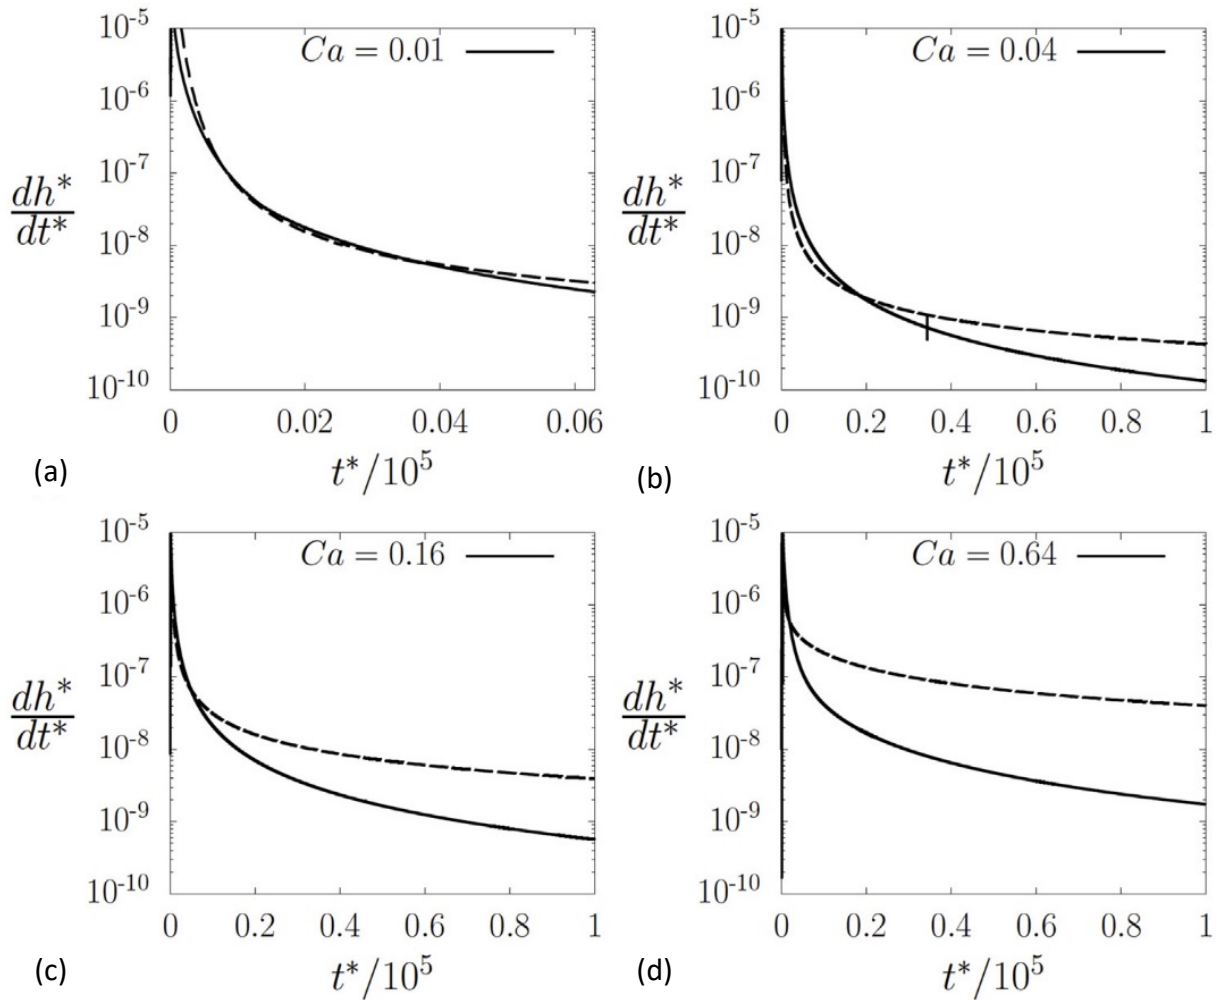 10^-5
Ca = 0.01
10^-6
10^-7
dh*
dt*
10^-8
10^-9
10^-10
0 0.02 0.04 0.06
t*/10^5
(a)
10^-5
Ca = 0.04
10^-6
10^-7
dh*
dt*
10^-8
10^-9
10^-10
0 0.2 0.4 0.6 0.8 1
t*/10^5
(b)
10^-5
Ca = 0.16
10^-6
10^-7
dh*
dt*
10^-8
10^-9
10^-10
0 0.2 0.4 0.6 0.8 1
t*/10^5
(c)
10^-5
Ca = 0.64
10^-6
10^-7
dh*
dt*
10^-8
10^-9
10^-10
0 0.2 0.4 0.6 0.8 1
t*/10^5
(d)